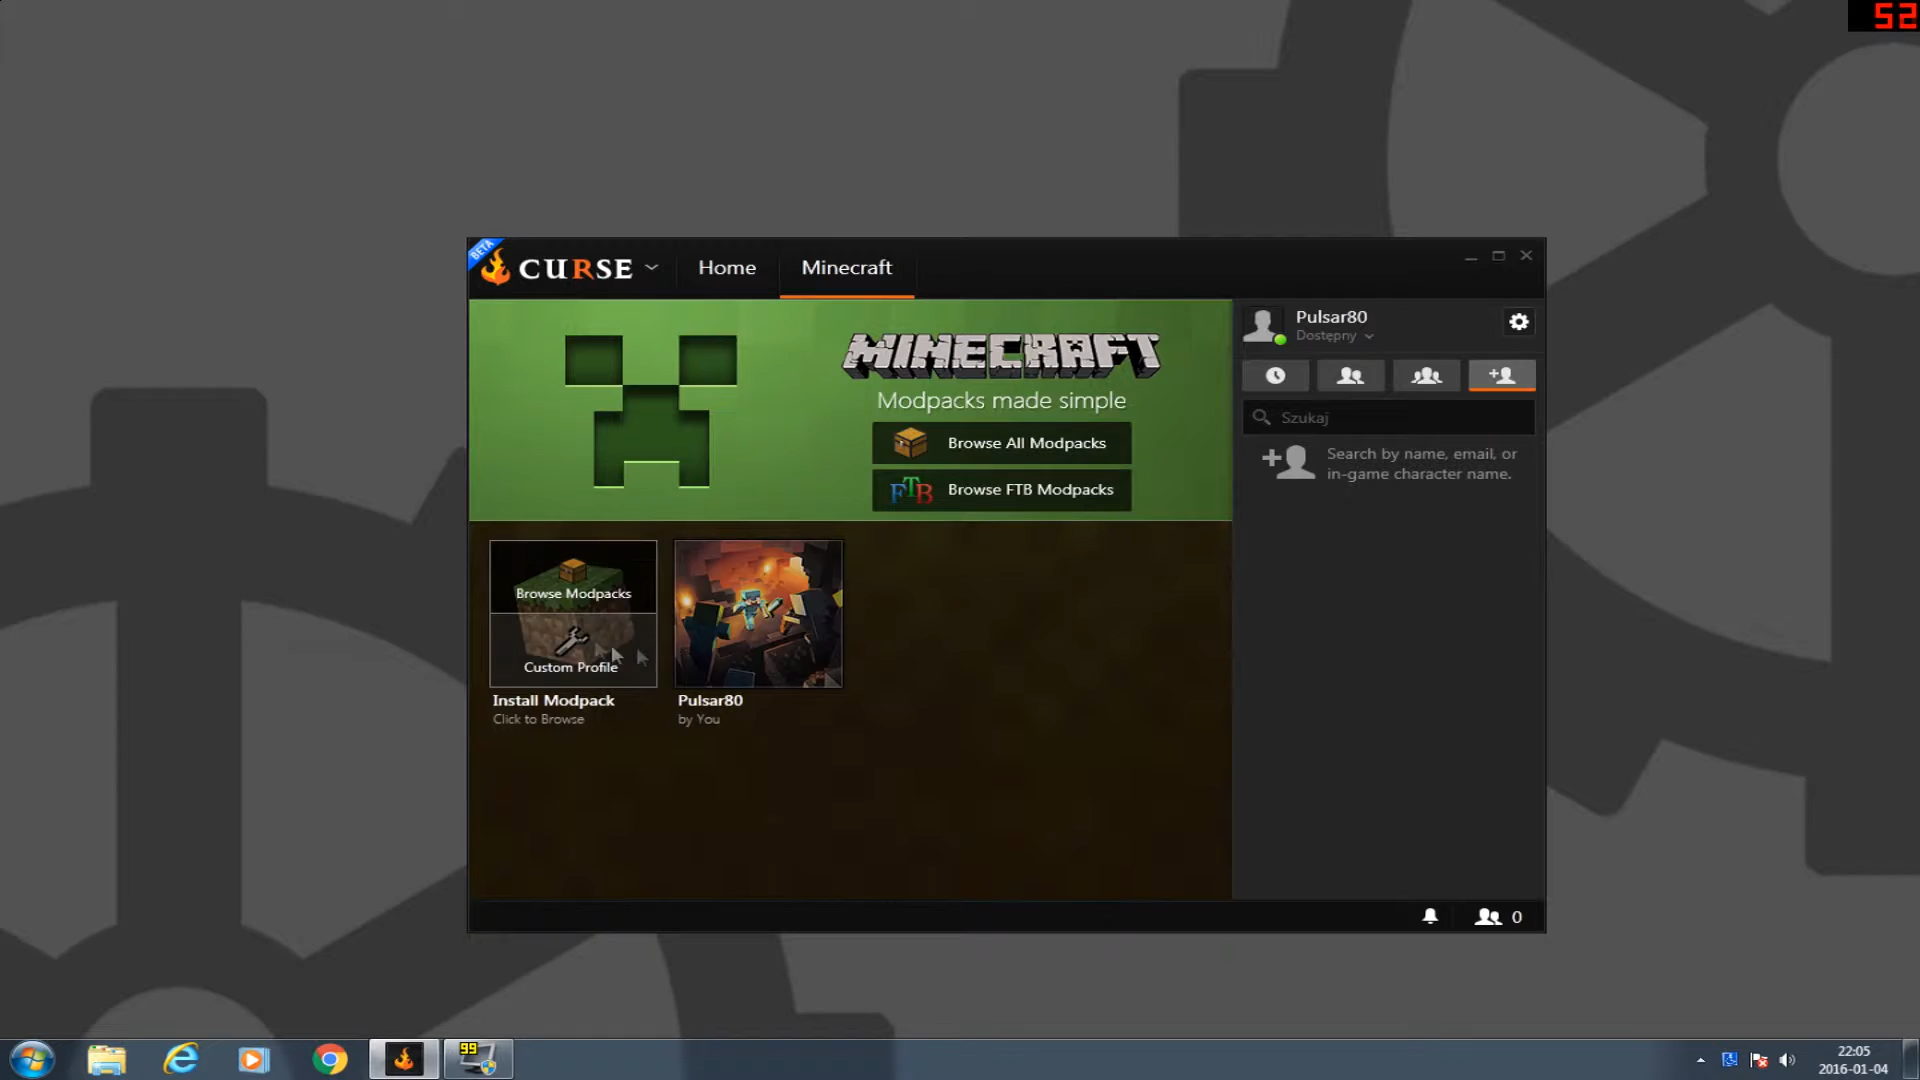 52
BETA
CURSE
Home
Minecraft
MINECRAFT
Modpacks made simple
Browse All Modpacks
FTB
Browse FTB Modpacks
Pulsar80
Dostępny
Szukaj
Search by name, email, or
in-game character name.
Browse Modpacks
Custom Profile
Install Modpack
Click to Browse
Pulsar80
by You
0
99
22:05
2016-01-04